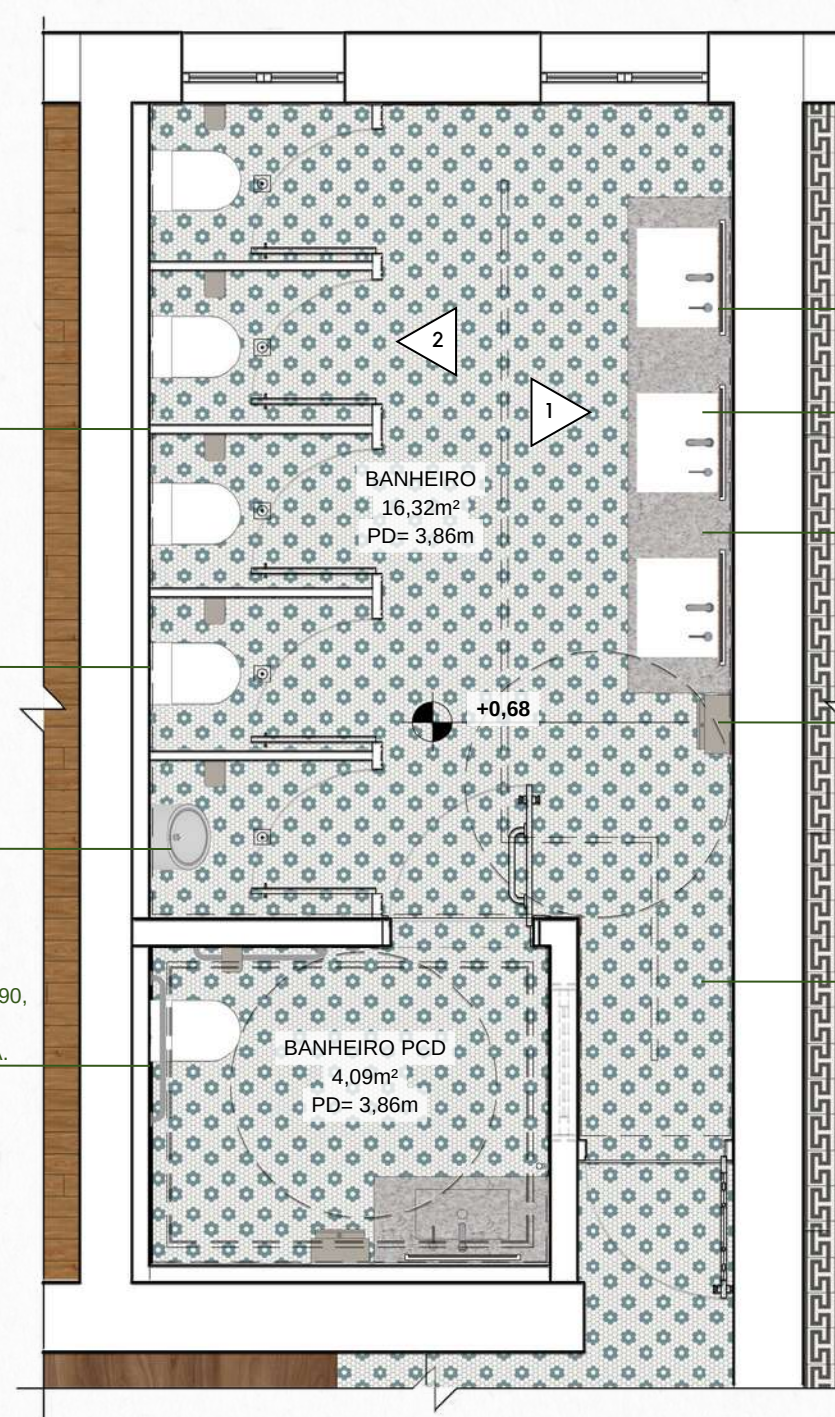 2
1
BANHEIRO
16,32m²
PD= 3,86m
+0,68
90,
BANHEIRO PCD
4,09m²
PD= 3,86m